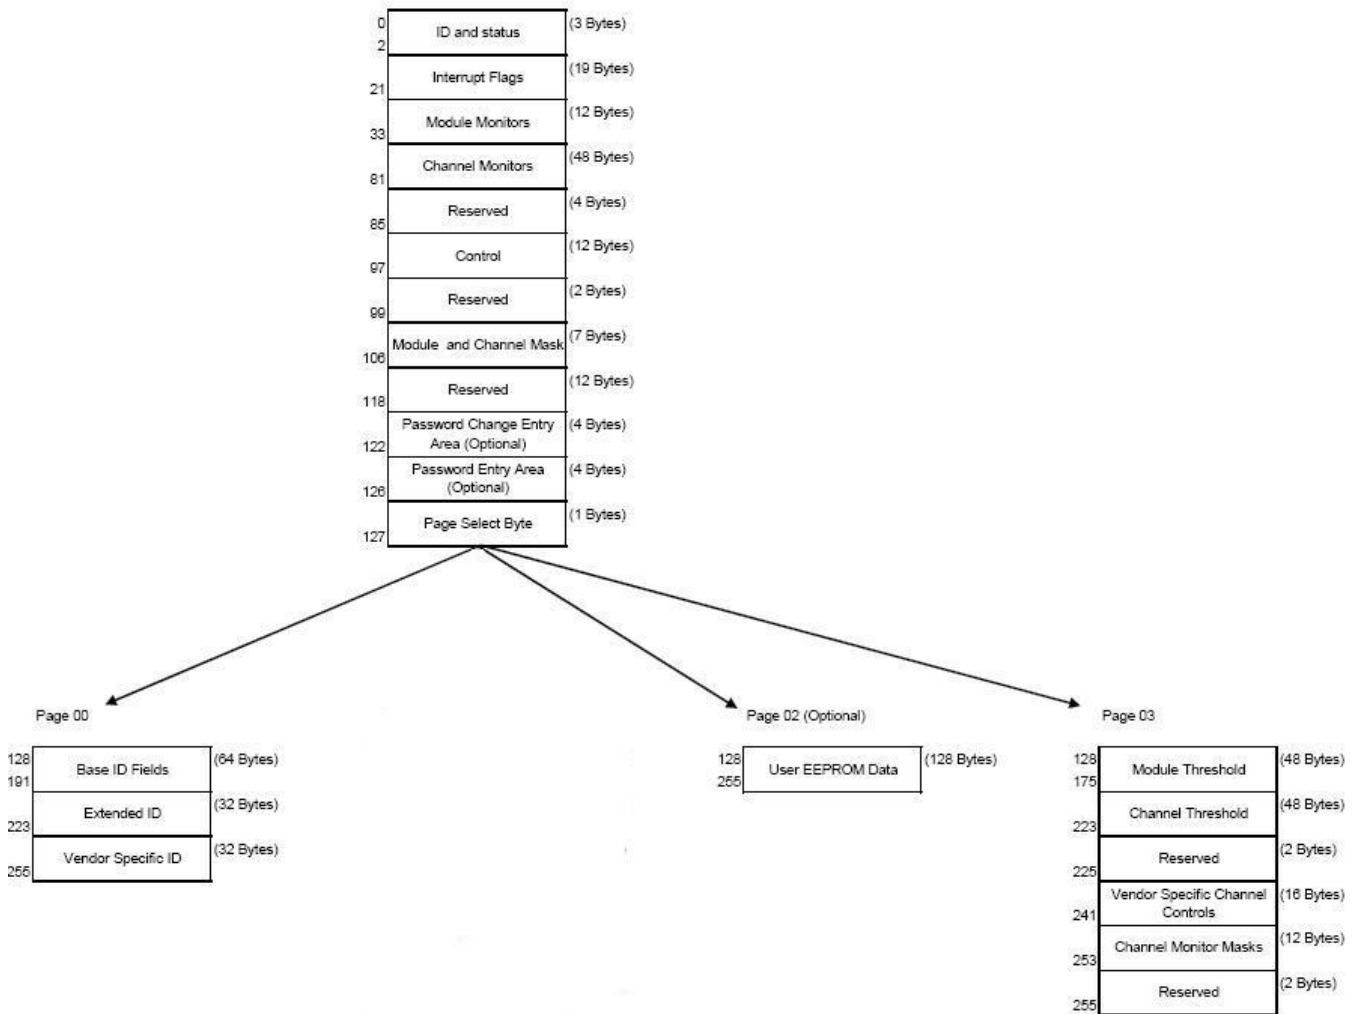 0
ID and status
(3 Bytes)
2
Interrupt Flags
(19 Bytes)
21
Module Monitors
(12 Bytes)
33
Channel Monitors
(48 Bytes)
81
Reserved
(4 Bytes)
85
Control
(12 Bytes)
97
Reserved
(2 Bytes)
99
Module and Channel Mask
(7 Bytes)
106
Reserved
(12 Bytes)
118
Password Change Entry
Area (Optional)
(4 Bytes)
122
Password Entry Area
(Optional)
(4 Bytes)
126
Page Select Byte
(1 Bytes)
127
Page 00
128
Base ID Fields
(64 Bytes)
191
Extended ID
(32 Bytes)
223
Vendor Specific ID
(32 Bytes)
255
Page 02 (Optional)
128
User EEPROM Data
(128 Bytes)
255
Page 03
128
Module Threshold
(48 Bytes)
175
Channel Threshold
(48 Bytes)
223
Reserved
(2 Bytes)
225
Vendor Specific Channel
Controls
(16 Bytes)
241
Channel Monitor Masks
(12 Bytes)
253
Reserved
(2 Bytes)
255